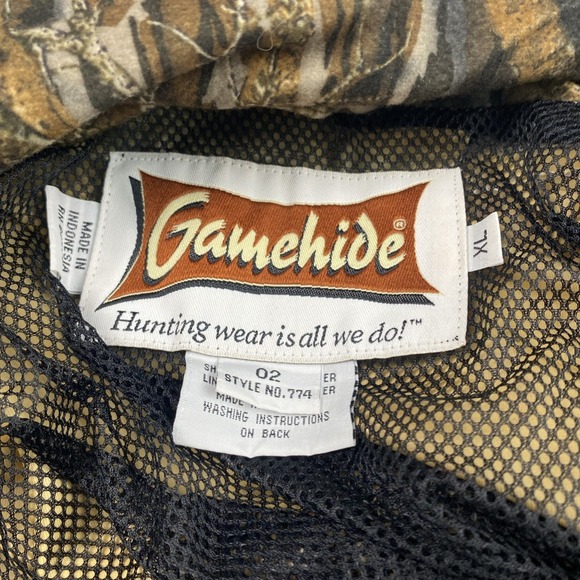 Gamehide®
Hunting wear is all we do!™
MADE IN
INDONESIA
XL
02
STYLE NO.774
MADE
WASHING INSTRUCTIONS
ON BACK